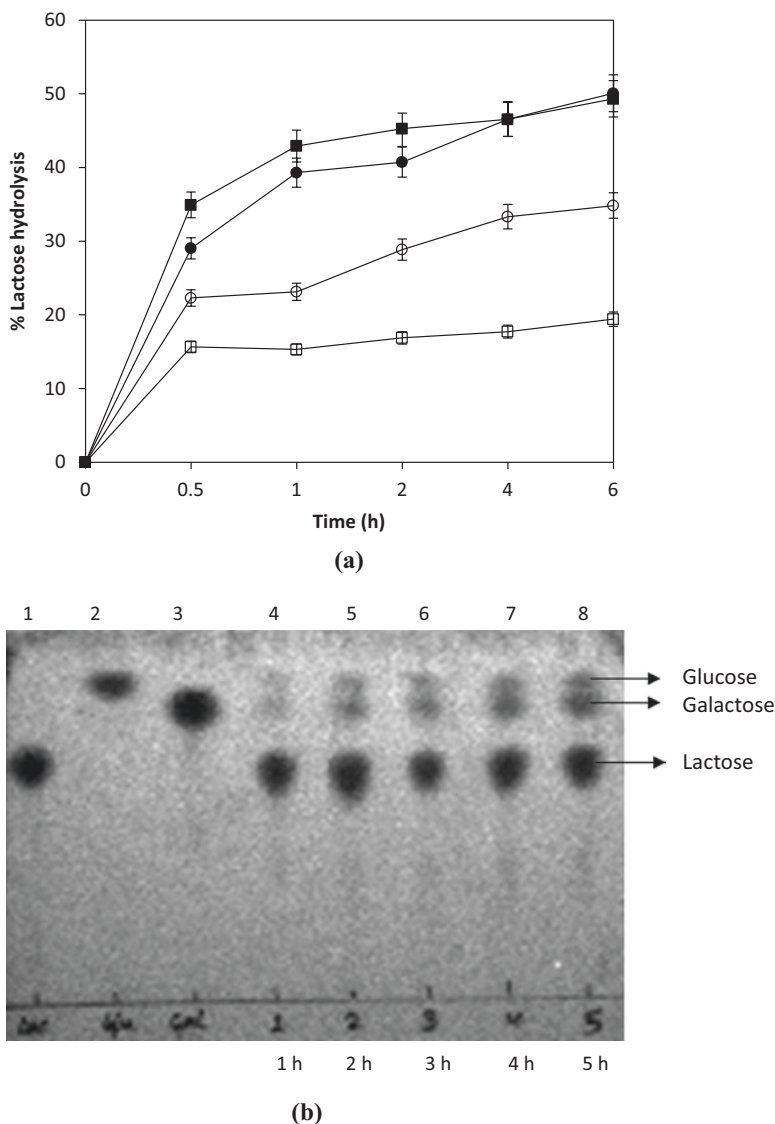 60
50
40
30
20
10
0
% Lactose hydrolysis
0 0.5 1 2 4 6
Time (h)
(a)
1 2 3 4 5 6 7 8
Glucose
Galactose
Lactose
Gal 1 2 3 4 5
1 h 2 h 3 h 4 h 5 h
(b)